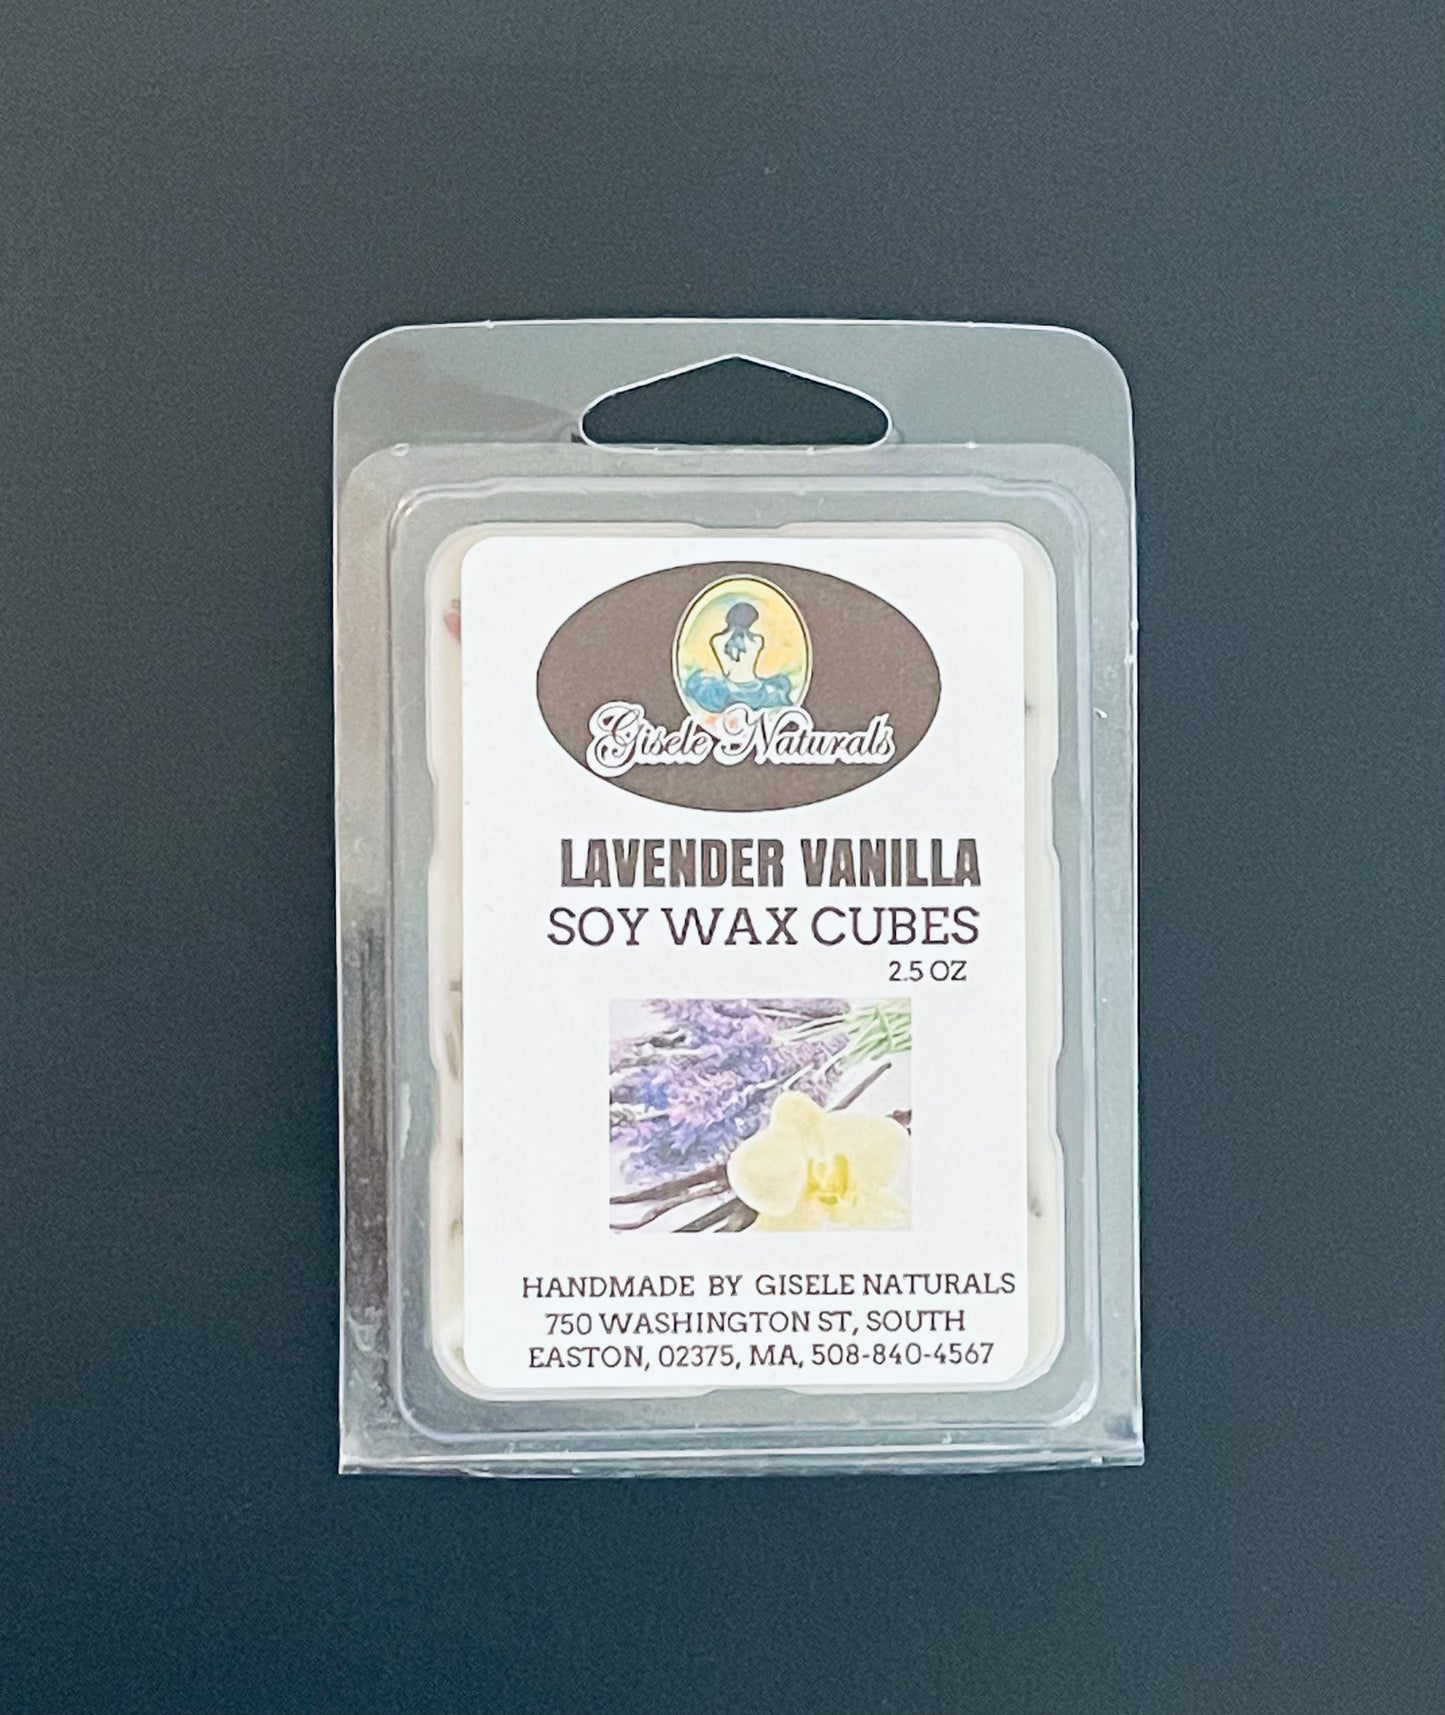 Gisele Naturals
LAVENDER VANILLA
SOY WAX CUBES
2.5 OZ
HANDMADE BY GISELE NATURALS
750 WASHINGTON ST, SOUTH
EASTON, 02375, MA, 508-840-4567